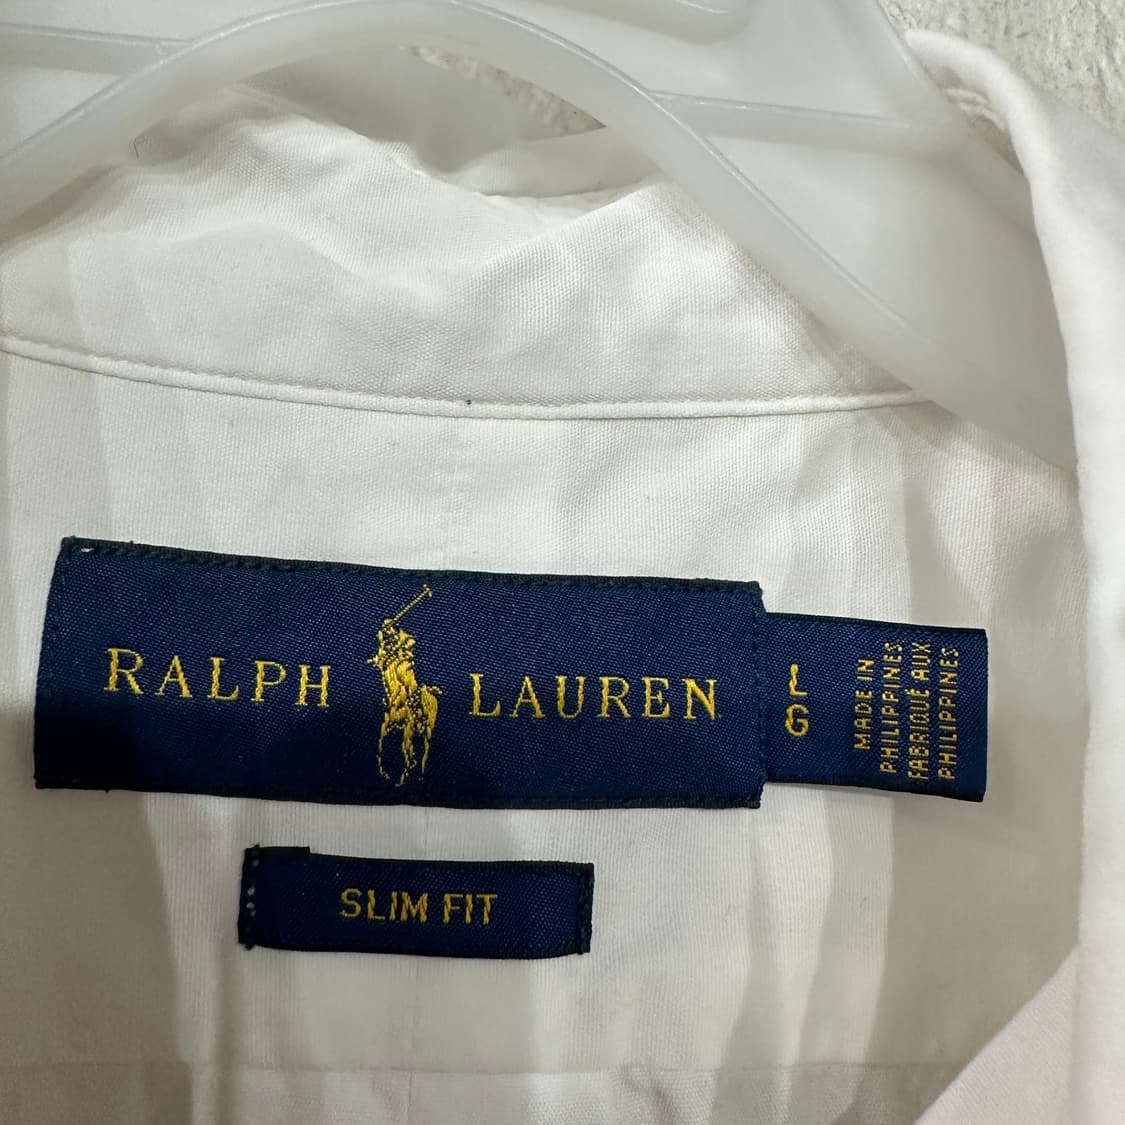 RALPH LAUREN
L
G
MADE IN
PHILIPPINES
FABRIQUÉ AUX
PHILIPPINES
SLIM FIT